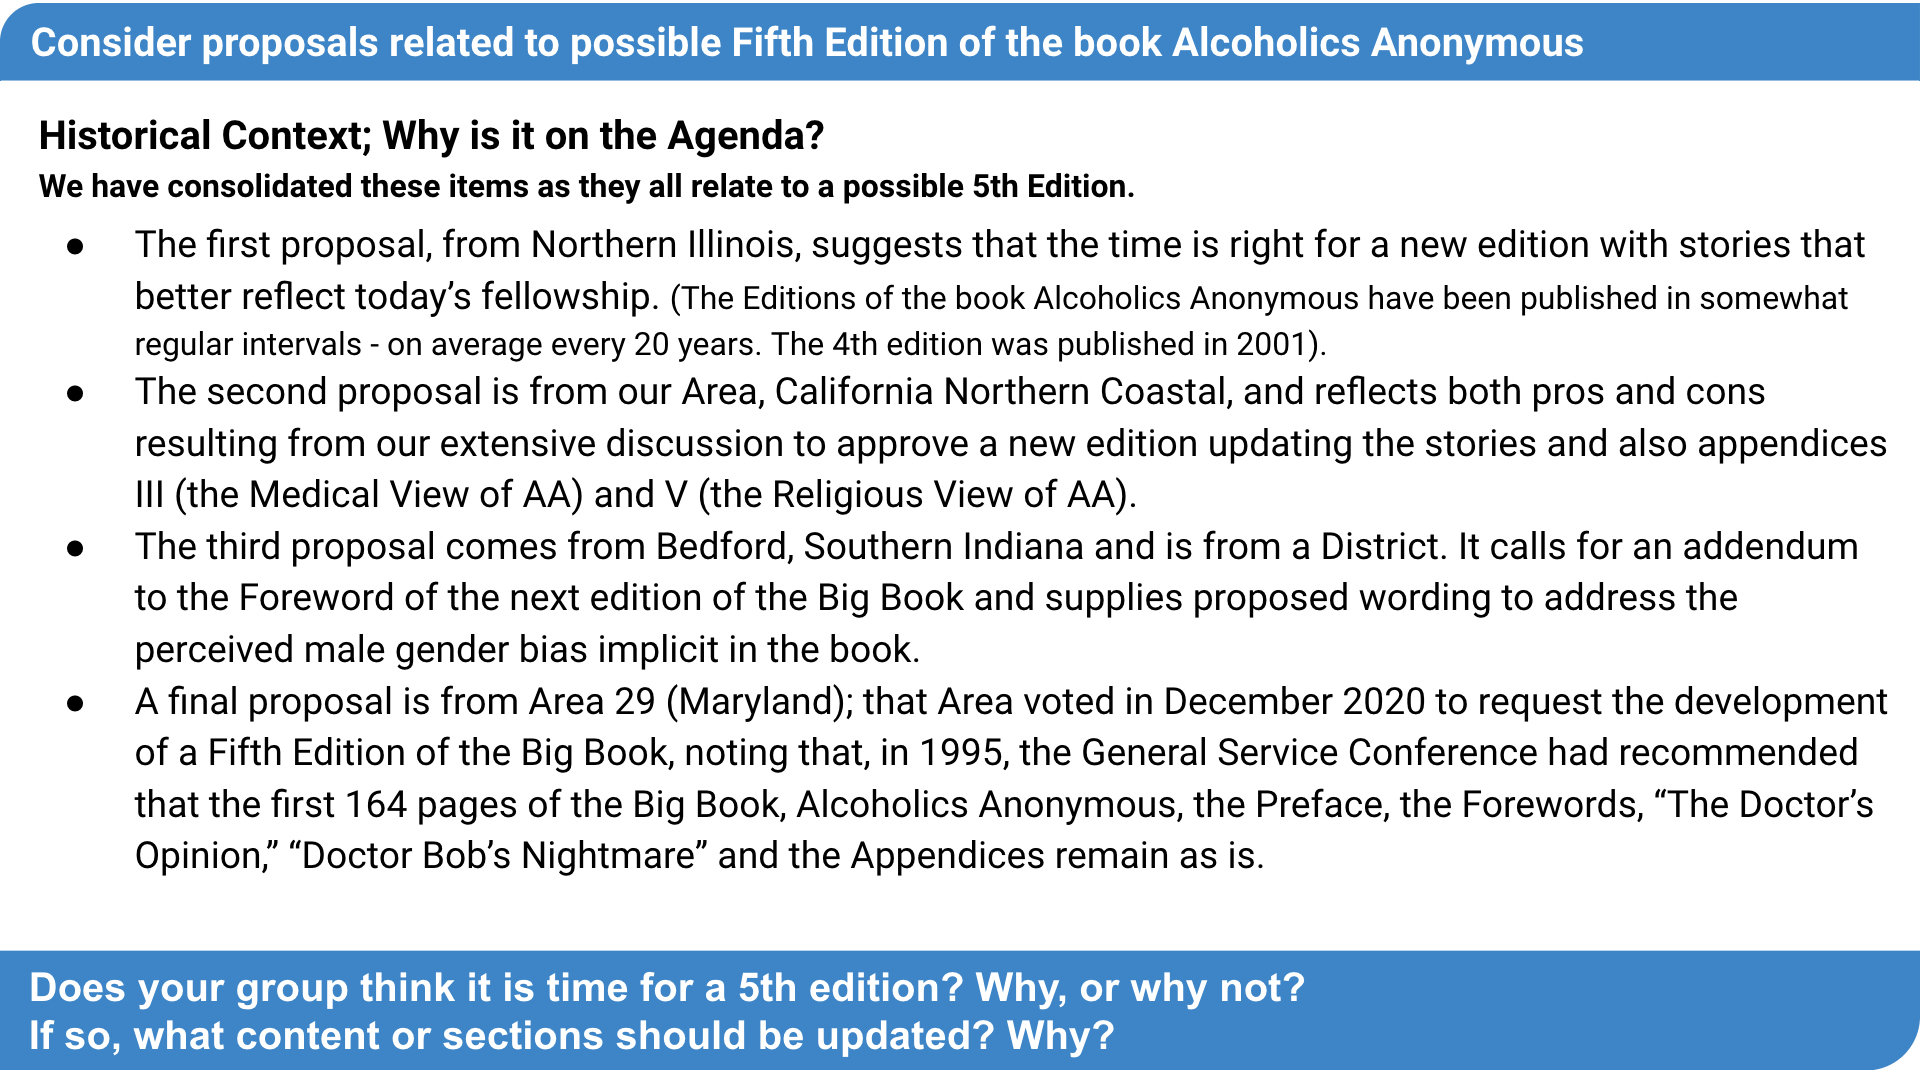 Consider proposals related to possible Fifth Edition of the book Alcoholics Anonymous
Historical Context; Why is it on the Agenda?
We have consolidated these items as they all relate to a possible 5th Edition.
● The first proposal, from Northern Illinois, suggests that the time is right for a new edition with stories that
better reflect today’s fellowship. (The Editions of the book Alcoholics Anonymous have been published in somewhat
regular intervals - on average every 20 years. The 4th edition was published in 2001).
● The second proposal is from our Area, California Northern Coastal, and reflects both pros and cons
resulting from our extensive discussion to approve a new edition updating the stories and also appendices
III (the Medical View of AA) and V (the Religious View of AA).
● The third proposal comes from Bedford, Southern Indiana and is from a District. It calls for an addendum
to the Foreword of the next edition of the Big Book and supplies proposed wording to address the
perceived male gender bias implicit in the book.
● A final proposal is from Area 29 (Maryland); that Area voted in December 2020 to request the development
of a Fifth Edition of the Big Book, noting that, in 1995, the General Service Conference had recommended
that the first 164 pages of the Big Book, Alcoholics Anonymous, the Preface, the Forewords, “The Doctor’s
Opinion,” “Doctor Bob’s Nightmare” and the Appendices remain as is.
Does your group think it is time for a 5th edition? Why, or why not?
If so, what content or sections should be updated? Why?